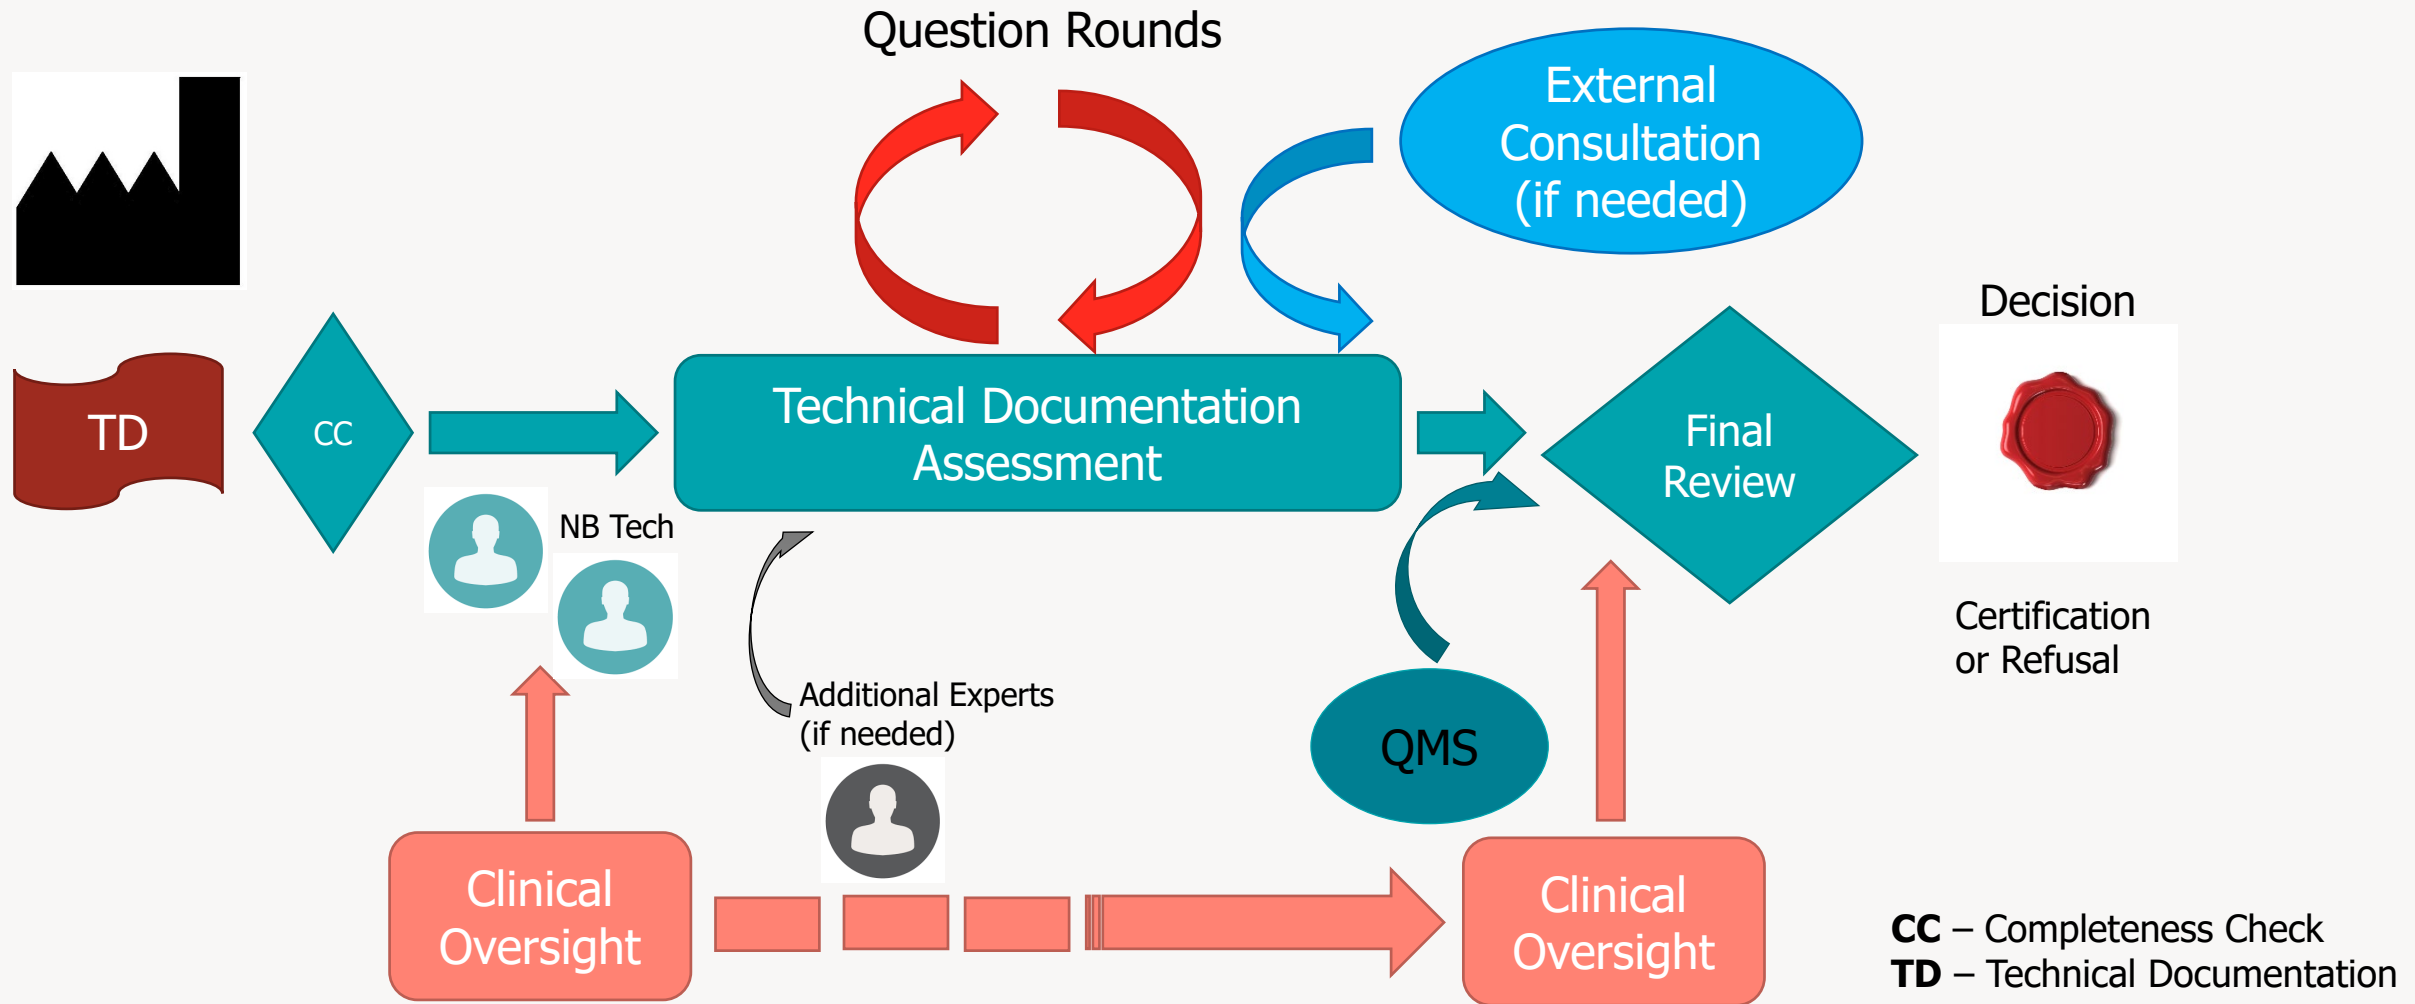 Question Rounds
External
Consultation
(if needed)
Decision
TD
CC
Technical Documentation
Assessment
Final
Review
NB Tech
Certification
or Refusal
Additional Experts
(if needed)
QMS
Clinical
Oversight
Clinical
Oversight
CC – Completeness Check
TD – Technical Documentation